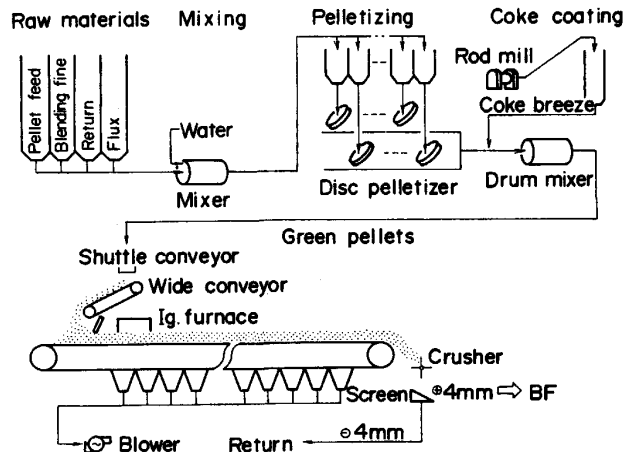 Raw materials
Mixing
Pelletizing
Coke coating
Pellet feed
Blending fine
Return
Flux
Water
Mixer
Rod mill
Coke breeze
Disc pelletizer
Drum mixer
Green pellets
Shuttle conveyor
Wide conveyor
Ig. furnace
Crusher
Screen
⊕4mm ⇨ BF
⊖4mm
Blower
Return